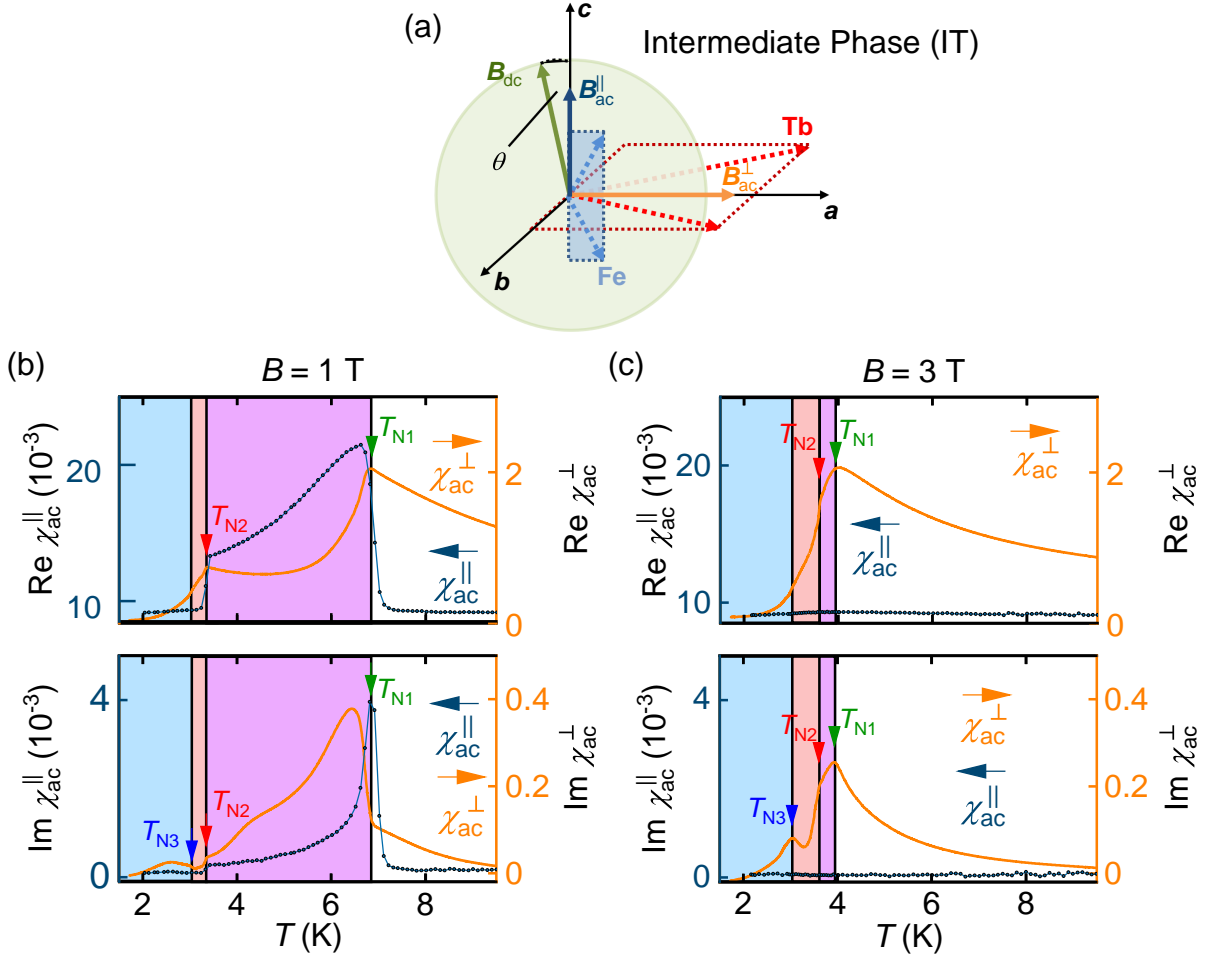 (a)
c
Intermediate Phase (IT)
B_dc
B_ac^||
θ
Tb
B_ac^⊥
a
b
Fe
(b)
B = 1 T
Re χ_ac^|| (10^-3)
20
10
T_N2
T_N1
χ_ac^⊥
χ_ac^||
2
0
Re χ_ac^⊥
Im χ_ac^|| (10^-3)
4
0
T_N3
T_N2
T_N1
χ_ac^||
χ_ac^⊥
0.4
0.2
0
Im χ_ac^⊥
2 4 6 8
T (K)
(c)
B = 3 T
Re χ_ac^|| (10^-3)
20
10
T_N2
T_N1
χ_ac^⊥
χ_ac^||
2
0
Re χ_ac^⊥
Im χ_ac^|| (10^-3)
4
0
T_N3
T_N2
T_N1
χ_ac^⊥
χ_ac^||
0.4
0.2
0
Im χ_ac^⊥
2 4 6 8
T (K)